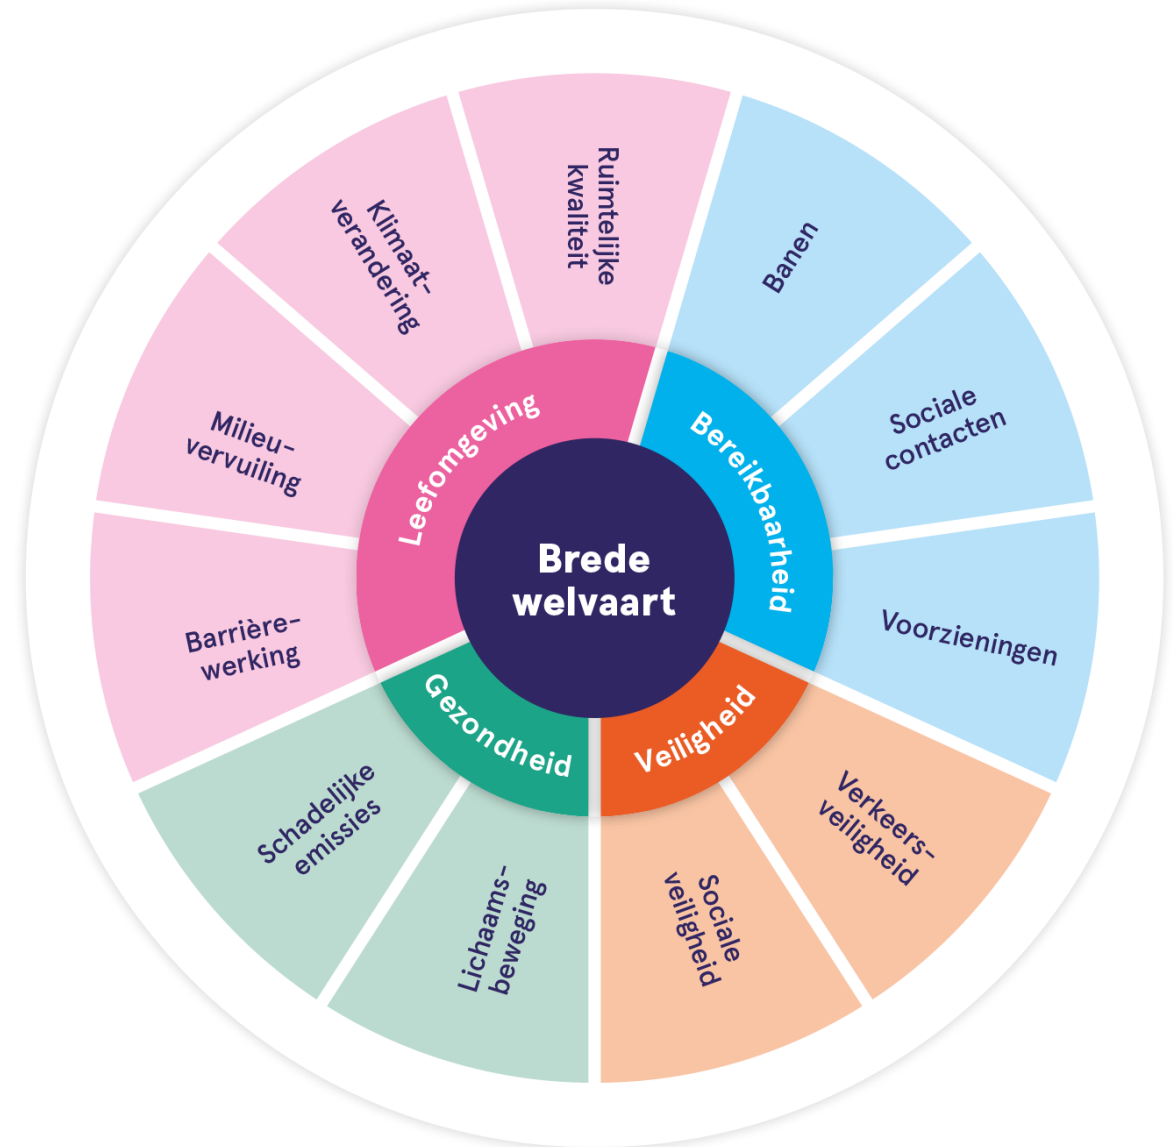 Brede
welvaart
Leefomgeving
Bereikbaarheid
Veiligheid
Gezondheid
Ruimtelijke
kwaliteit
Banen
Sociale
contacten
Voorzieningen
Verkeers-
veiligheid
Sociale
veiligheid
Lichaams-
beweging
Schadelijke
emissies
Barrière-
werking
Milieu-
vervuiling
Klimaat-
verandering